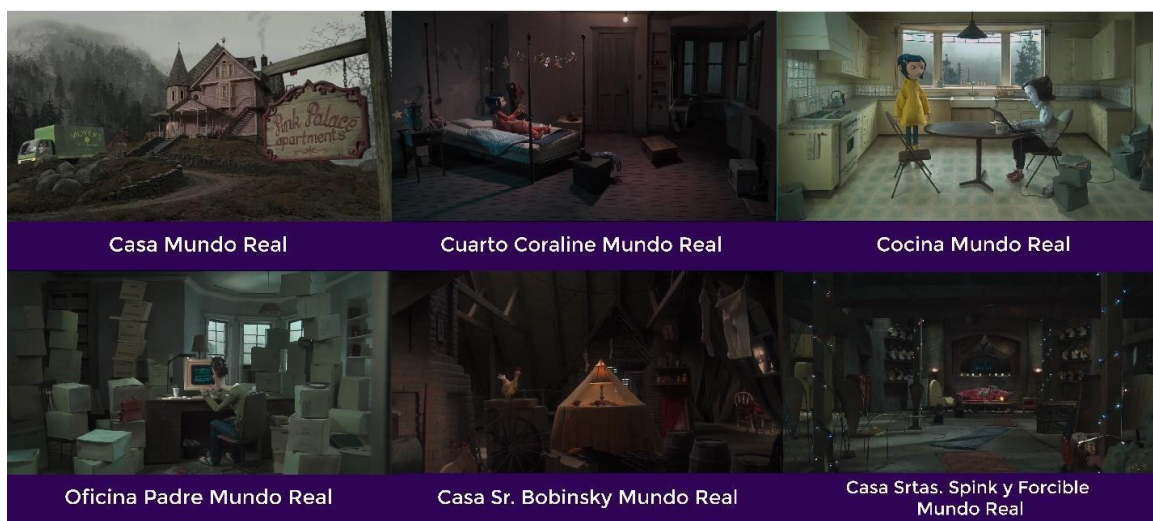 MOVERS
Pink Palace
apartments
Casa Mundo Real
Cuarto Coraline Mundo Real
Cocina Mundo Real
Oficina Padre Mundo Real
Casa Sr. Bobinsky Mundo Real
Casa Srtas. Spink y Forcible
Mundo Real